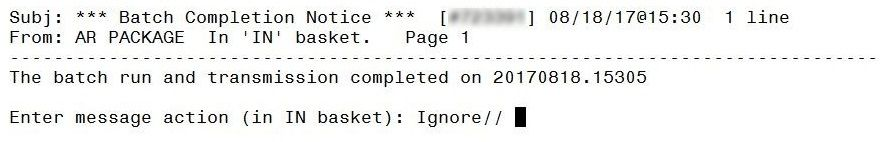 Subj: *** Batch Completion Notice ***  [] 08/18/17@15:30  1 line
From: AR PACKAGE  In 'IN' basket.   Page 1
-------------------------------------------------------------------------------
The batch run and transmission completed on 20170818.15305
Enter message action (in IN basket): Ignore//